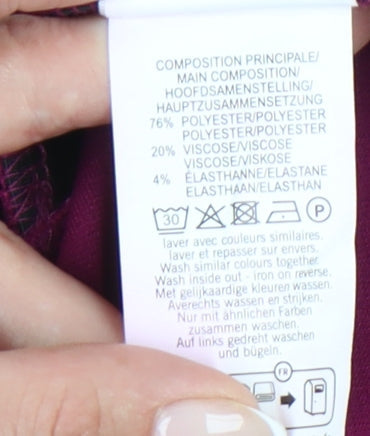 COMPOSITION PRINCIPALE/
MAIN COMPOSITION/
HOOFDSAMENSTELLING/
HAUPTZUSAMMENSETZUNG
76% POLYESTER/POLYESTER
POLYESTER/POLYESTER
20% VISCOSE/VISCOSE
VISCOSE/VISKOSE
4% ÉLASTHANNE/ELASTANE
ELASTHAAN/ELASTHAN
30 P
laver avec couleurs similaires.
laver et repasser sur envers.
Wash similar colours together.
Wash inside out - iron on reverse.
Met gelijkaardige kleuren wassen.
Averechts wassen en strijken.
Nur mit ähnlichen Farben
zusammen waschen.
Auf links gedreht waschen
und bügeln.
FR